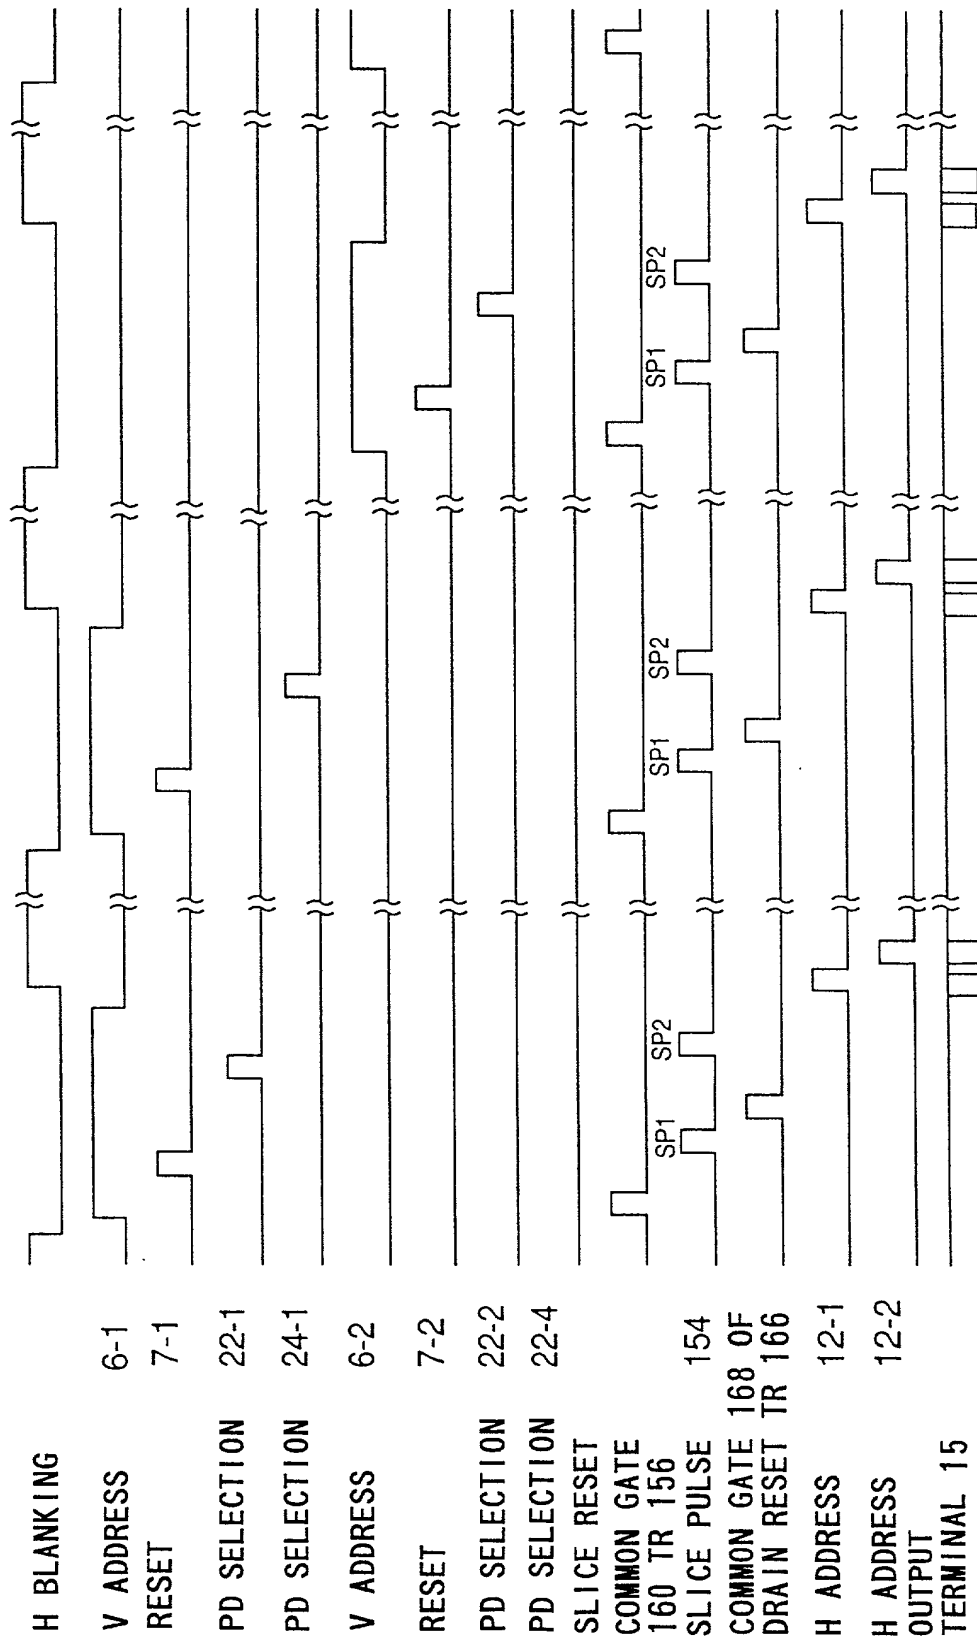 H BLANKING
V ADDRESS 6-1
RESET 7-1
PD SELECTION 22-1
PD SELECTION 24-1
V ADDRESS 6-2
RESET 7-2
PD SELECTION 22-2
PD SELECTION 22-4
SLICE RESET
COMMON GATE
160 TR 156
SLICE PULSE 154
COMMON GATE 168 OF
DRAIN RESET TR 166
H ADDRESS 12-1
H ADDRESS 12-2
OUTPUT
TERMINAL 15
SP1
SP2
SP1
SP2
SP1
SP2